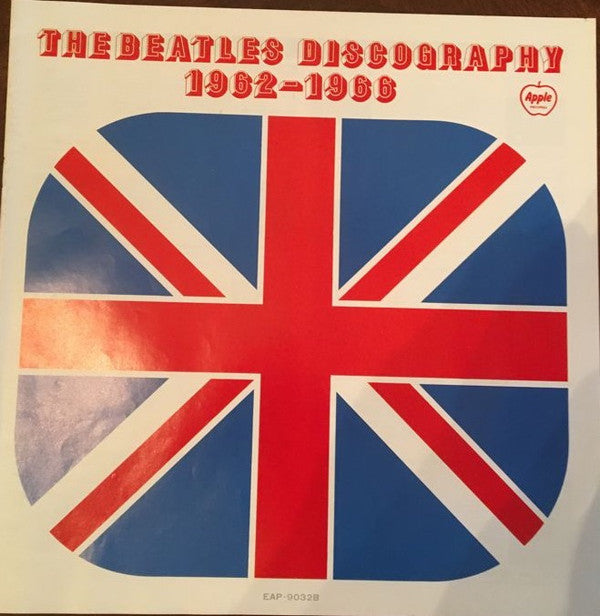 THE BEATLES DISCOGRAPHY
1962-1966
Apple
EAP-9032B